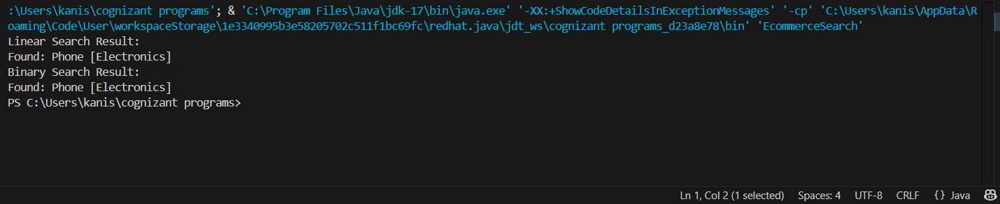 :\Users\kanis\cognizant programs'; & 'C:\Program Files\Java\jdk-17\bin\java.exe' '-XX:+ShowCodeDetailsInExceptionMessages' '-cp' 'C:\Users\kanis\AppData\R
oaming\Code\User\workspaceStorage\1e3340995b3e58205702c511f1bc69fc\redhat.java\jdt_ws\cognizant programs_d23a8e78\bin' 'EcommerceSearch'
Linear Search Result:
Found: Phone [Electronics]
Binary Search Result:
Found: Phone [Electronics]
PS C:\Users\kanis\cognizant programs>
Ln 1, Col 2 (1 selected) Spaces: 4 UTF-8 CRLF {} Java